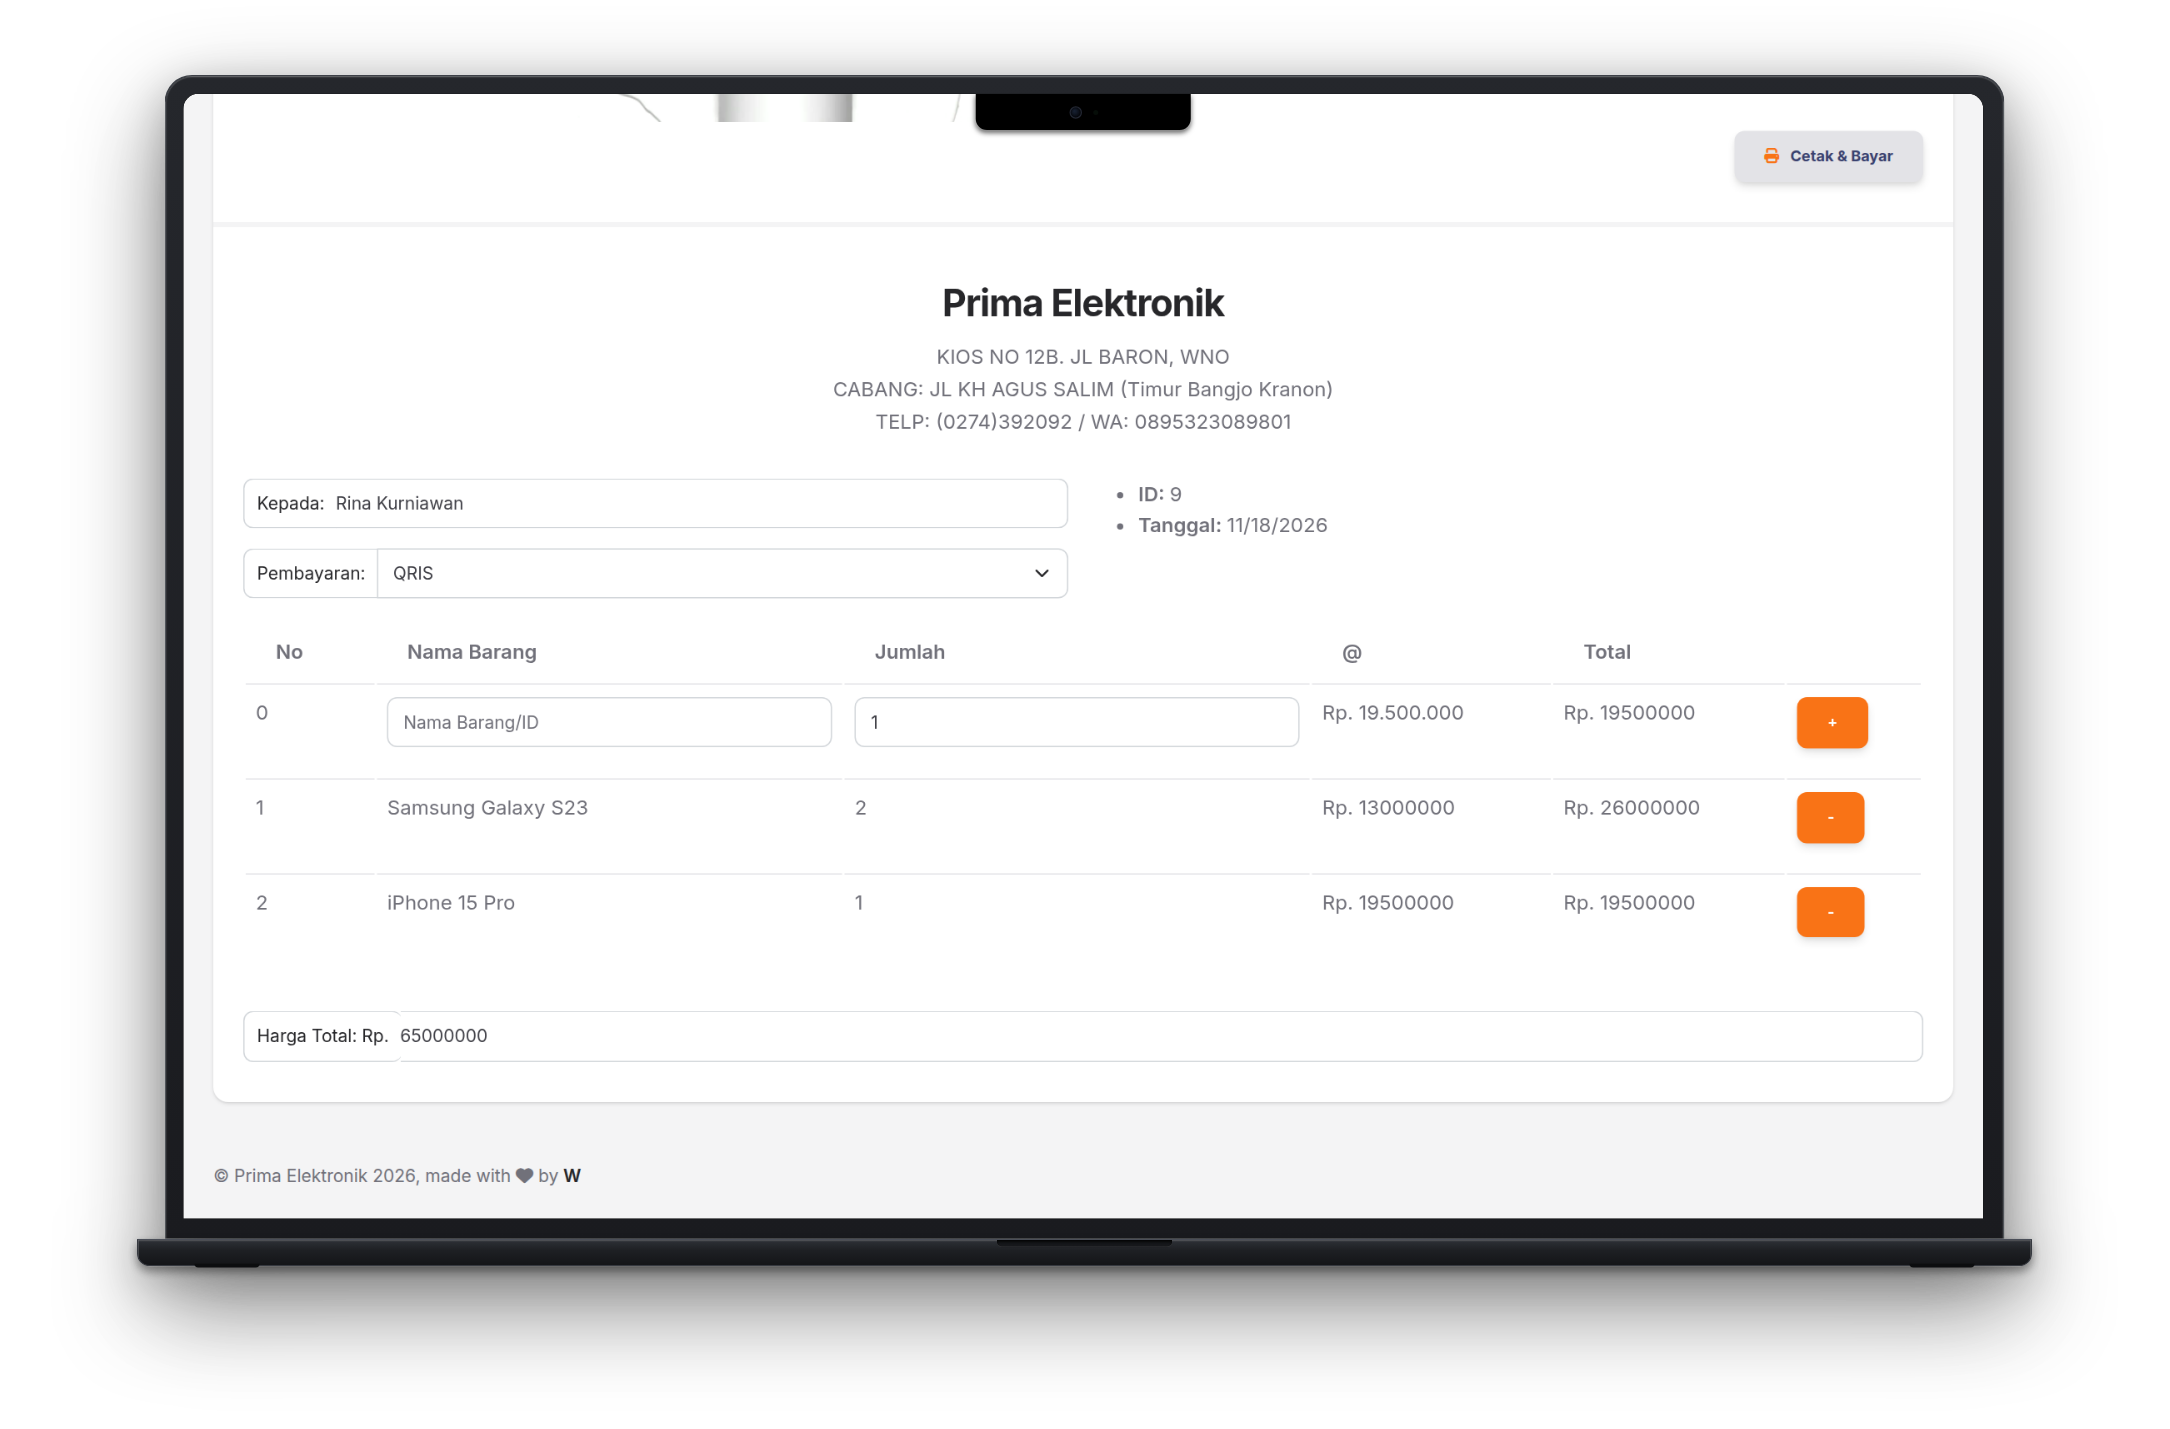 Cetak & Bayar
Prima Elektronik
KIOS NO 12B. JL BARON, WNO
CABANG: JL KH AGUS SALIM (Timur Bangjo Kranon)
TELP: (0274)392092 / WA: 0895323089801
Kepada: Rina Kurniawan
• ID: 9
• Tanggal: 11/18/2026
Pembayaran: QRIS
No Nama Barang Jumlah @ Total
0 Nama Barang/ID 1 Rp. 19.500.000 Rp. 19500000 +
1 Samsung Galaxy S23 2 Rp. 13000000 Rp. 26000000 -
2 iPhone 15 Pro 1 Rp. 19500000 Rp. 19500000 -
Harga Total: Rp. 65000000
© Prima Elektronik 2026, made with ♥ by W